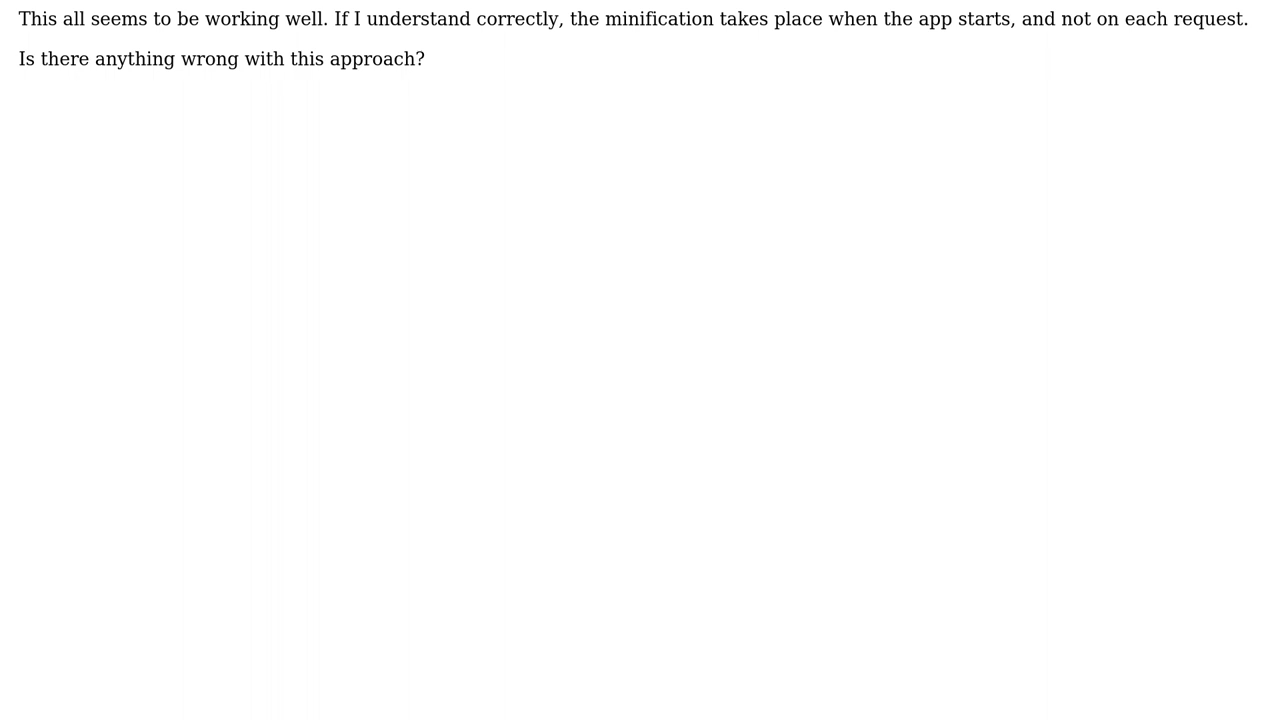 This all seems to be working well. If I understand correctly, the minification takes place when the app starts, and not on each request.
Is there anything wrong with this approach?